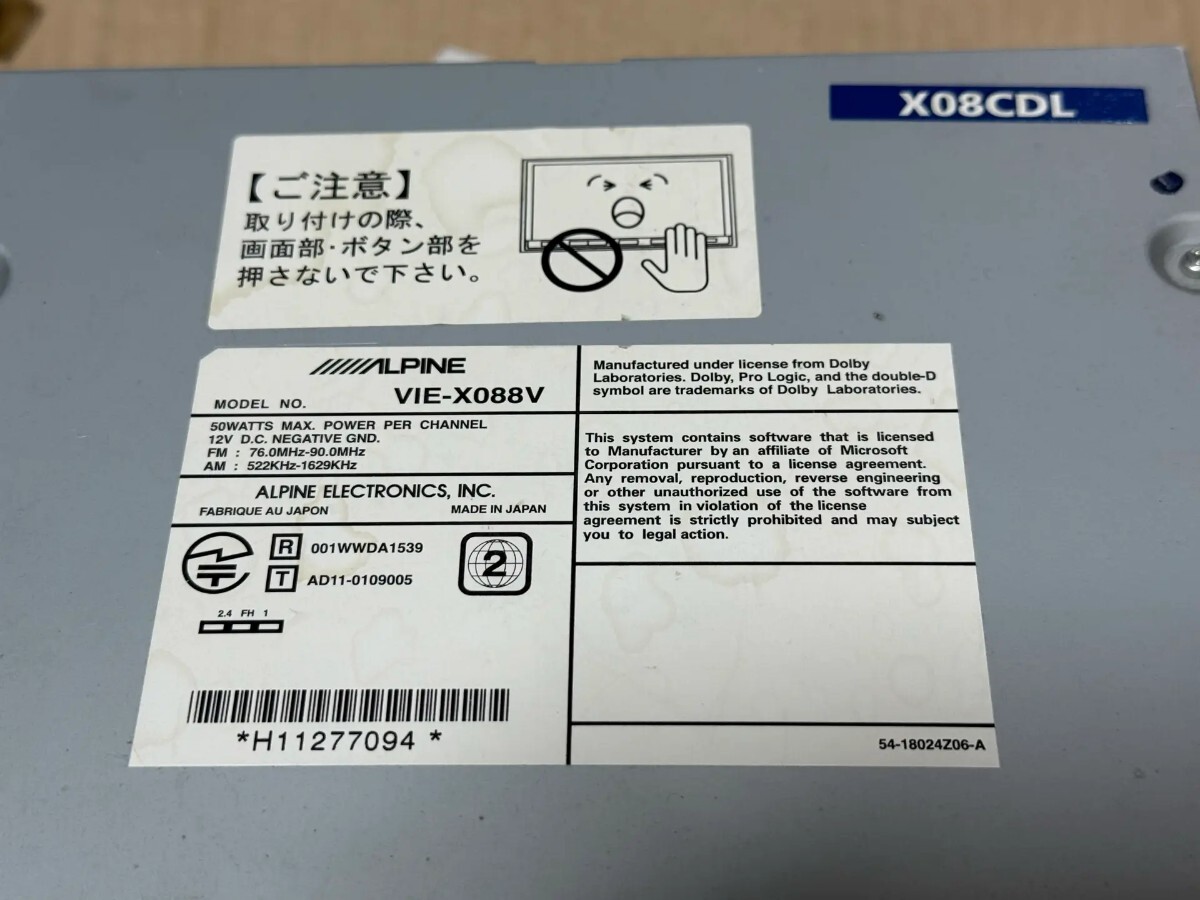 X08CDL
【ご注意】
取り付けの際、
画面部・ボタン部を
押さないで下さい。
ALPINE
MODEL NO. VIE-X088V
50WATTS MAX. POWER PER CHANNEL
12V D.C. NEGATIVE GND.
FM : 76.0MHz-90.0MHz
AM : 522KHz-1629KHz
ALPINE ELECTRONICS, INC.
FABRIQUE AU JAPON MADE IN JAPAN
R 001WWDA1539
T AD11-0109005
2
2.4 FH 1
*H11277094 *
Manufactured under license from Dolby
Laboratories. Dolby, Pro Logic, and the double-D
symbol are trademarks of Dolby Laboratories.
This system contains software that is licensed
to Manufacturer by an affiliate of Microsoft
Corporation pursuant to a license agreement.
Any removal, reproduction, reverse engineering
or other unauthorized use of the software from
this system in violation of the license
agreement is strictly prohibited and may subject
you to legal action.
54-18024Z06-A